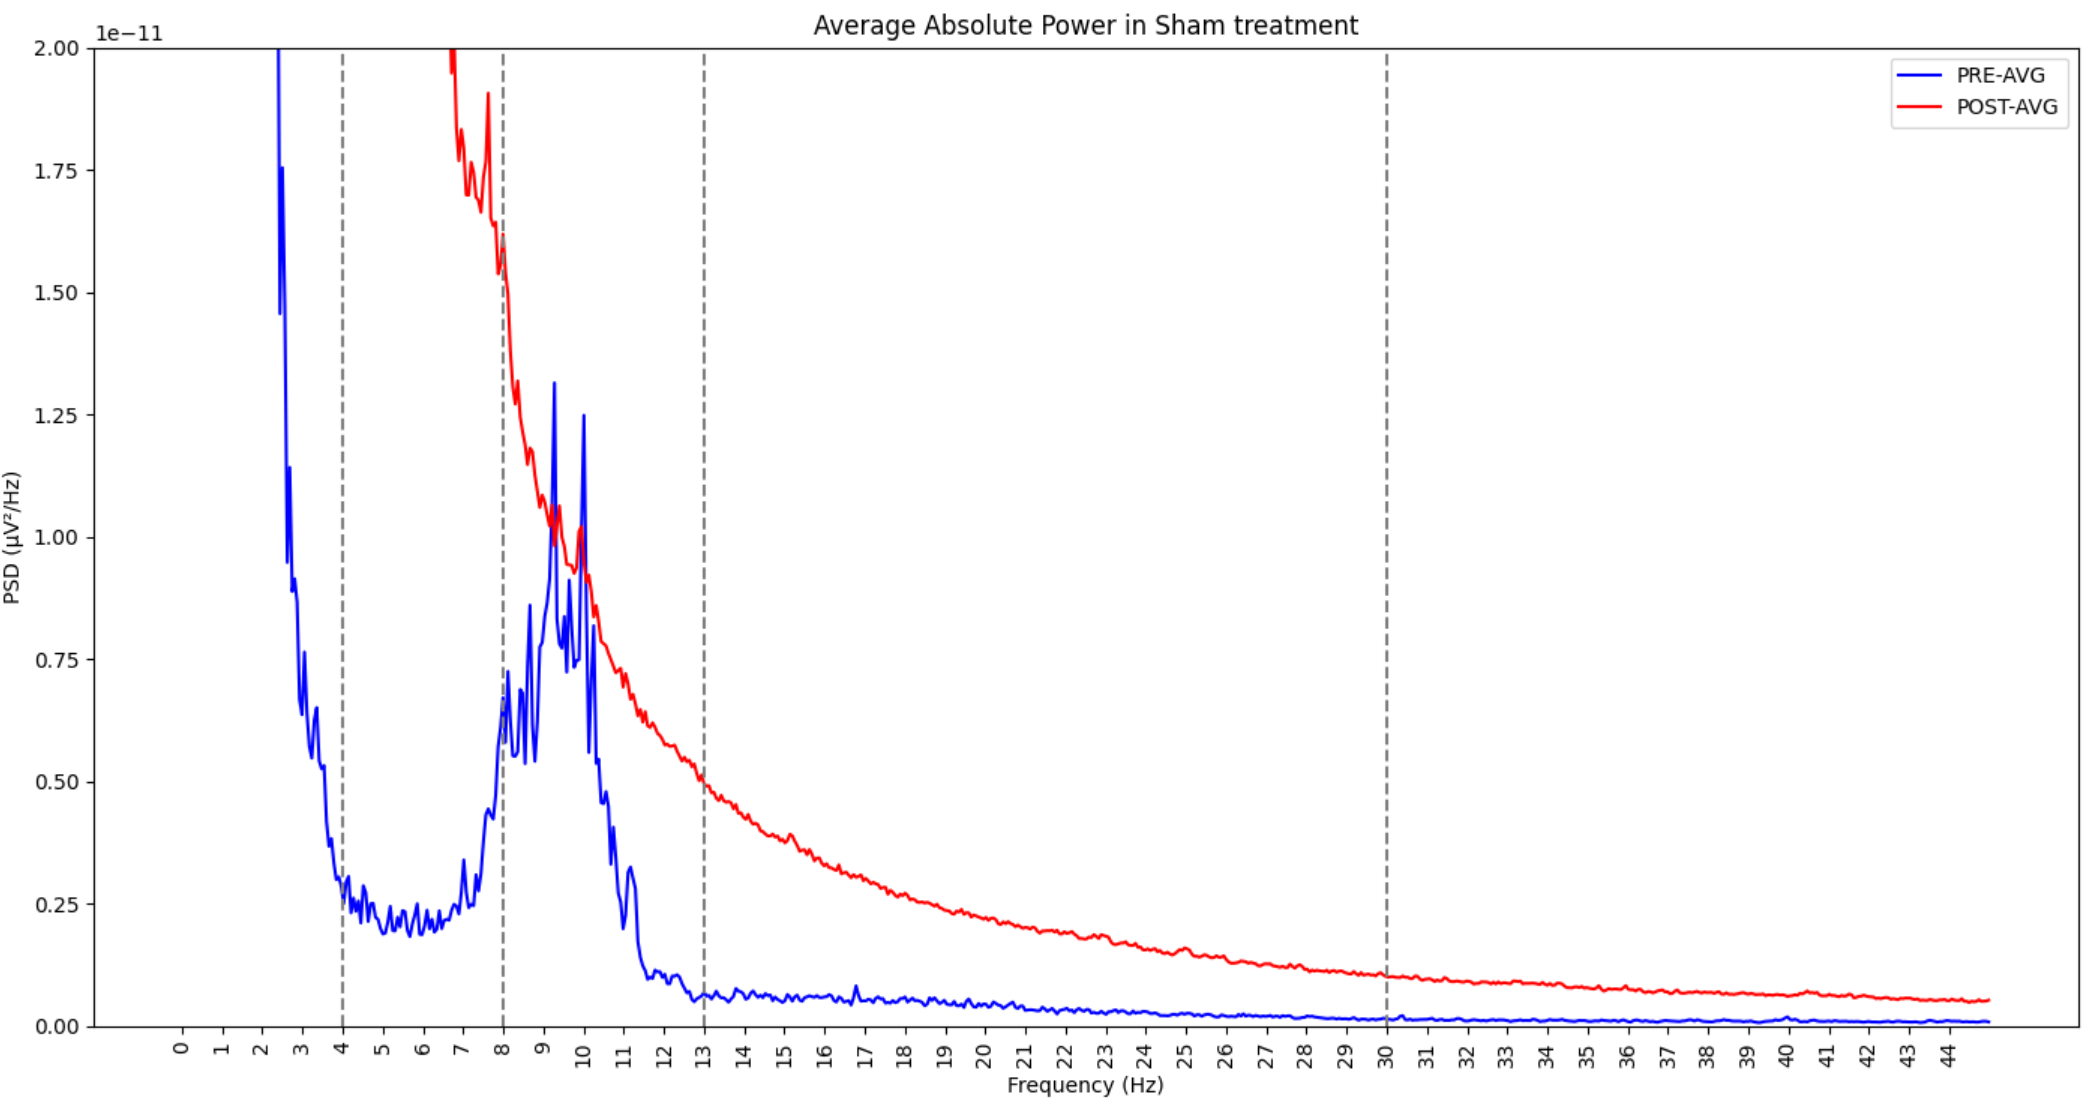 Average Absolute Power in Sham treatment
1e−11
2.00
1.75
1.50
1.25
1.00
0.75
0.50
0.25
0.00
PSD (μV²/Hz)
PRE-AVG
POST-AVG
0 1 2 3 4 5 6 7 8 9 10 11 12 13 14 15 16 17 18 19 20 21 22 23 24 25 26 27 28 29 30 31 32 33 34 35 36 37 38 39 40 41 42 43 44
Frequency (Hz)